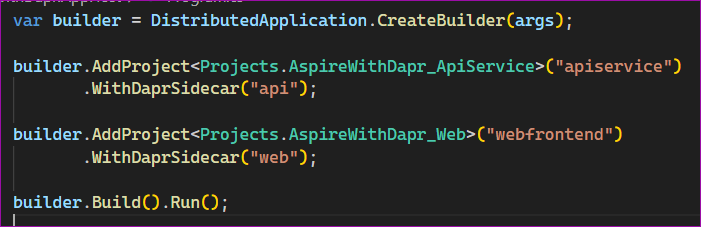 var builder = DistributedApplication.CreateBuilder(args);
builder.AddProject<Projects.AspireWithDapr_ApiService>("apiservice")
.WithDaprSidecar("api");
builder.AddProject<Projects.AspireWithDapr_Web>("webfrontend")
.WithDaprSidecar("web");
builder.Build().Run();